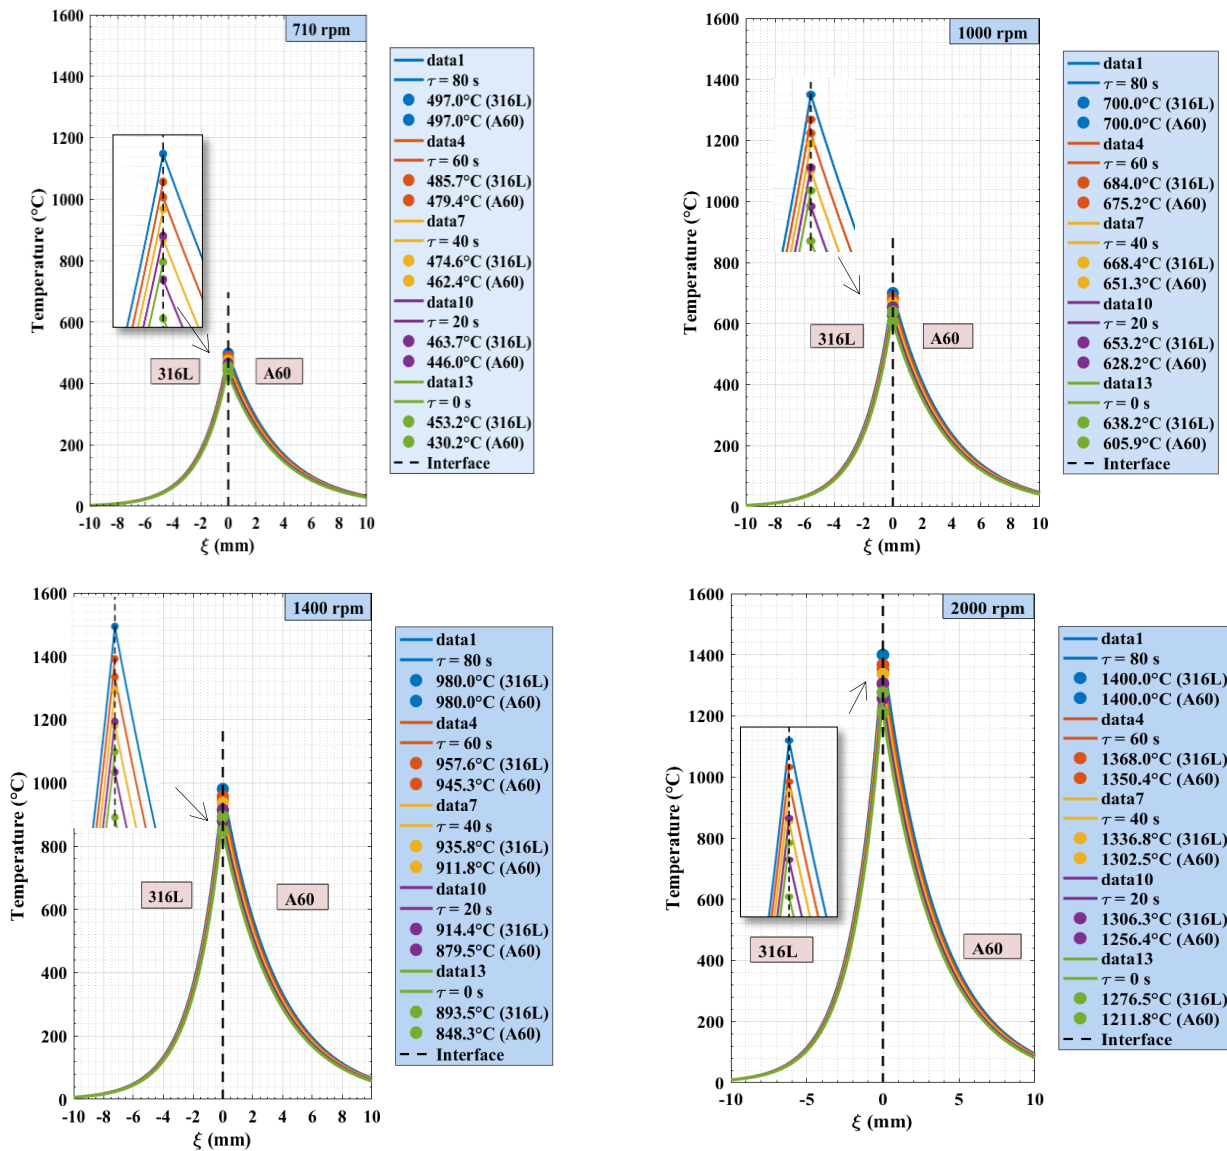 710 rpm
1600
1400
1200
1000
800
600
400
200
0
Temperature (°C)
316L
A60
-10 -8 -6 -4 -2 0 2 4 6 8 10
ξ (mm)
data1
τ = 80 s
497.0°C (316L)
497.0°C (A60)
data4
τ = 60 s
485.7°C (316L)
479.4°C (A60)
data7
τ = 40 s
474.6°C (316L)
462.4°C (A60)
data10
τ = 20 s
463.7°C (316L)
446.0°C (A60)
data13
τ = 0 s
453.2°C (316L)
430.2°C (A60)
Interface
1000 rpm
1600
1400
1200
1000
800
600
400
200
0
Temperature (°C)
316L
A60
-10 -8 -6 -4 -2 0 2 4 6 8 10
ξ (mm)
data1
τ = 80 s
700.0°C (316L)
700.0°C (A60)
data4
τ = 60 s
684.0°C (316L)
675.2°C (A60)
data7
τ = 40 s
668.4°C (316L)
651.3°C (A60)
data10
τ = 20 s
653.2°C (316L)
628.2°C (A60)
data13
τ = 0 s
638.2°C (316L)
605.9°C (A60)
Interface
1400 rpm
1600
1400
1200
1000
800
600
400
200
0
Temperature (°C)
316L
A60
-10 -8 -6 -4 -2 0 2 4 6 8 10
ξ (mm)
data1
τ = 80 s
980.0°C (316L)
980.0°C (A60)
data4
τ = 60 s
957.6°C (316L)
945.3°C (A60)
data7
τ = 40 s
935.8°C (316L)
911.8°C (A60)
data10
τ = 20 s
914.4°C (316L)
879.5°C (A60)
data13
τ = 0 s
893.5°C (316L)
848.3°C (A60)
Interface
2000 rpm
1600
1400
1200
1000
800
600
400
200
0
Temperature (°C)
316L
A60
-10 -5 0 5 10
ξ (mm)
data1
τ = 80 s
1400.0°C (316L)
1400.0°C (A60)
data4
τ = 60 s
1368.0°C (316L)
1350.4°C (A60)
data7
τ = 40 s
1336.8°C (316L)
1302.5°C (A60)
data10
τ = 20 s
1306.3°C (316L)
1256.4°C (A60)
data13
τ = 0 s
1276.5°C (316L)
1211.8°C (A60)
Interface